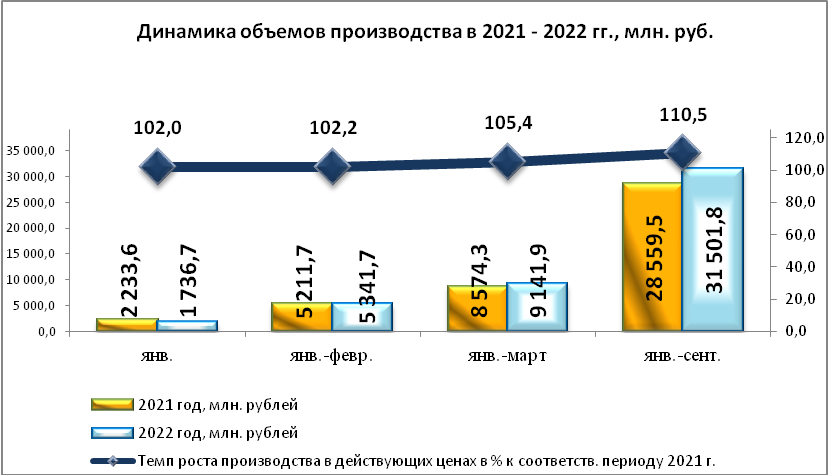 Динамика объемов производства в 2021 - 2022 гг., млн. руб.
102,0 102,2 105,4 110,5
35 000,0
30 000,0
25 000,0
20 000,0
15 000,0
10 000,0
5 000,0
0,0
2 233,6 1 736,7 5 211,7 5 341,7 8 574,3 9 141,9 28 559,5 31 501,8
120,0
100,0
80,0
60,0
40,0
20,0
0,0
янв. янв.-февр. янв.-март янв.-сент.
2021 год, млн. рублей
2022 год, млн. рублей
Темп роста производства в действующих ценах в % к соответств. периоду 2021 г.